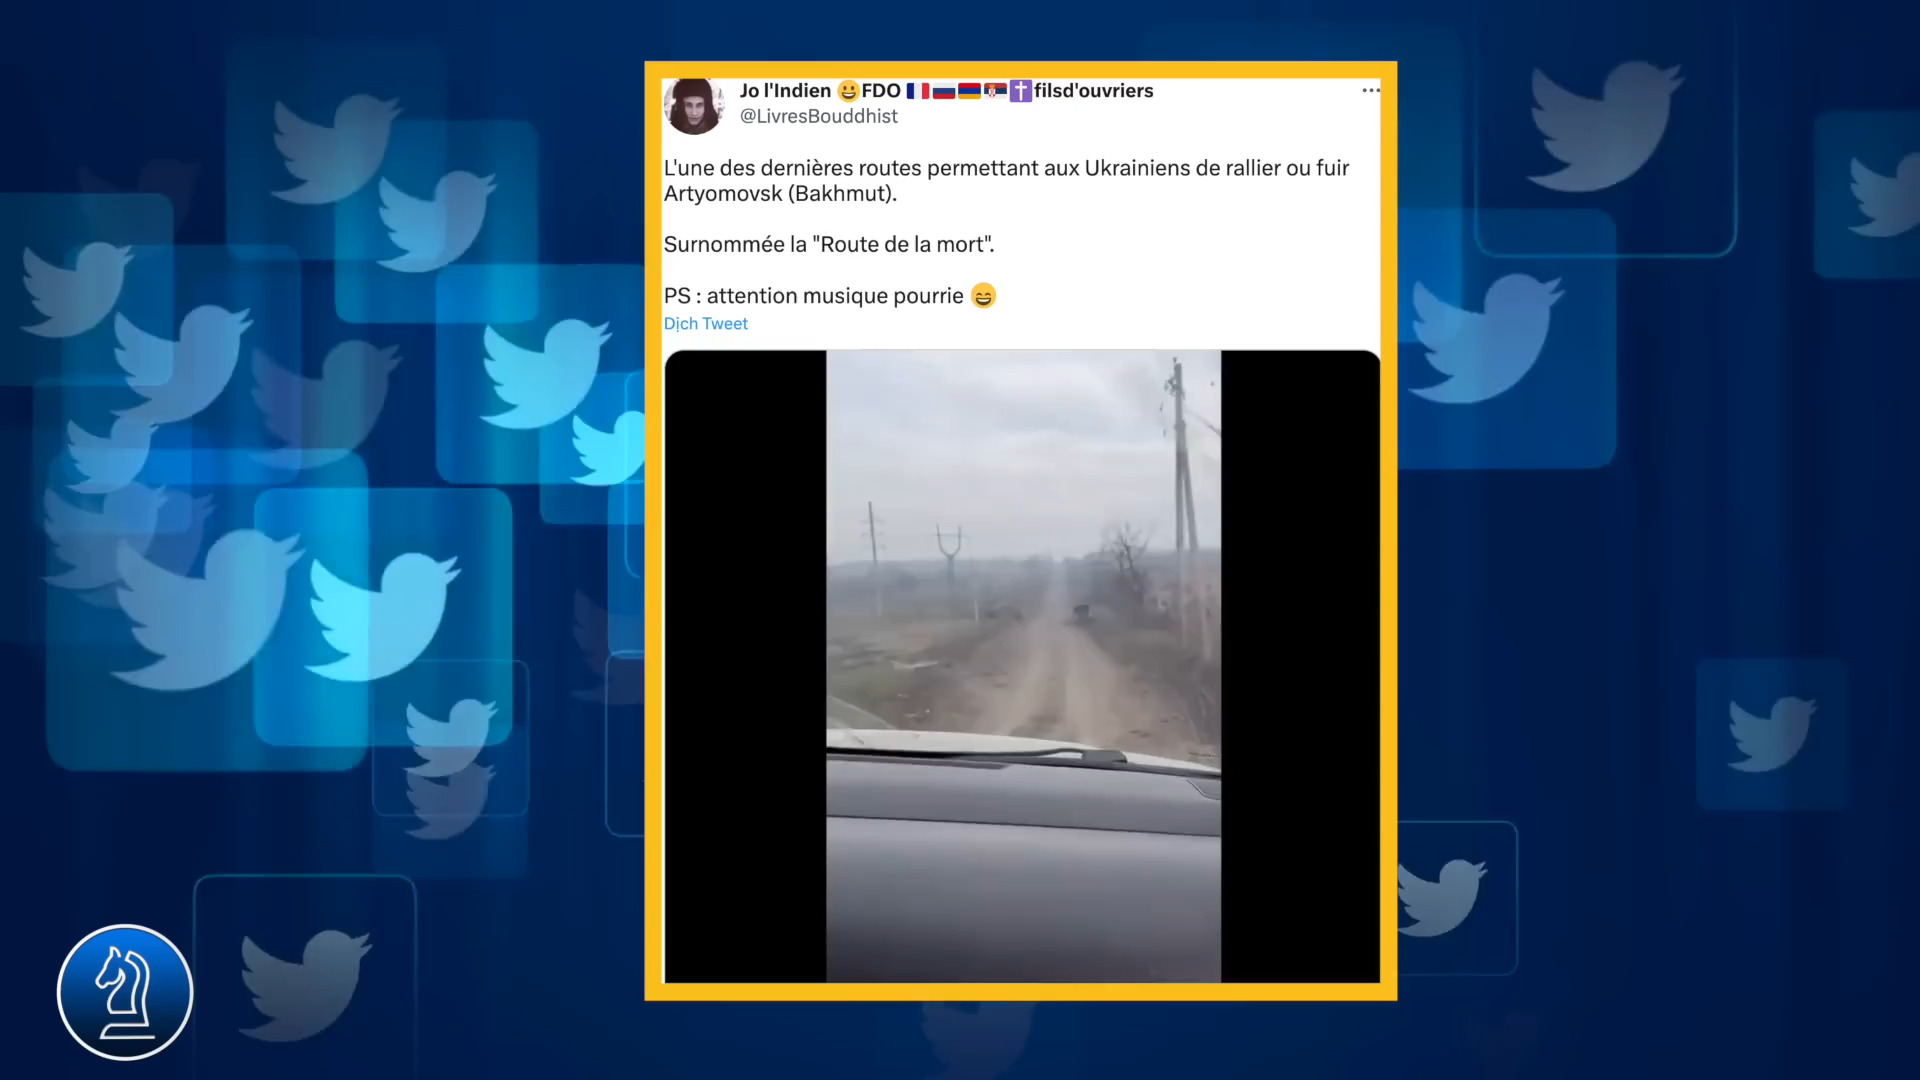 Jo l'Indien 😀FDO 🇫🇷🇷🇺🇦🇲🇷🇸✝️filsd'ouvriers
@LivresBouddhist
L'une des dernières routes permettant aux Ukrainiens de rallier ou fuir
Artyomovsk (Bakhmut).
Surnommée la "Route de la mort".
PS : attention musique pourrie 😄
Dịch Tweet